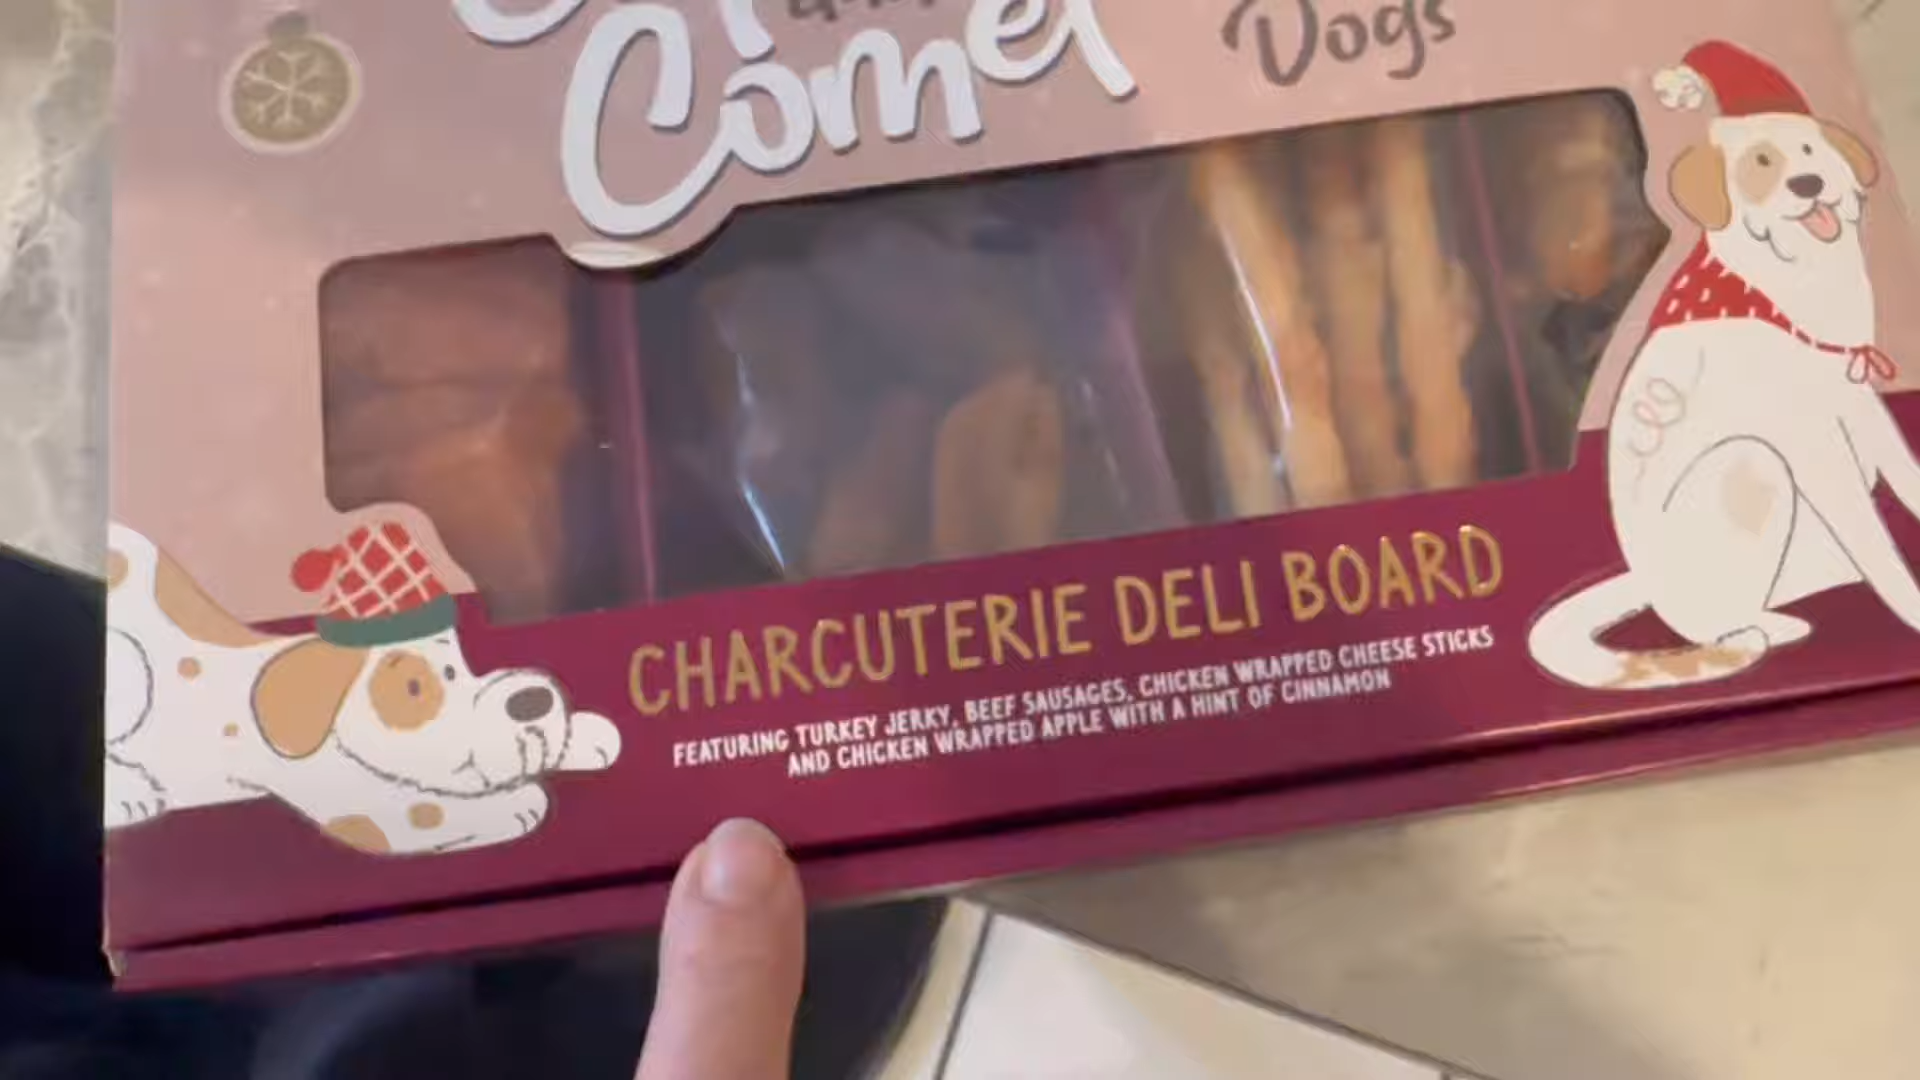 Comet
Dogs
CHARCUTERIE DELI BOARD
FEATURING TURKEY JERKY, BEEF SAUSAGES, CHICKEN WRAPPED CHEESE STICKS
AND CHICKEN WRAPPED APPLE WITH A HINT OF CINNAMON